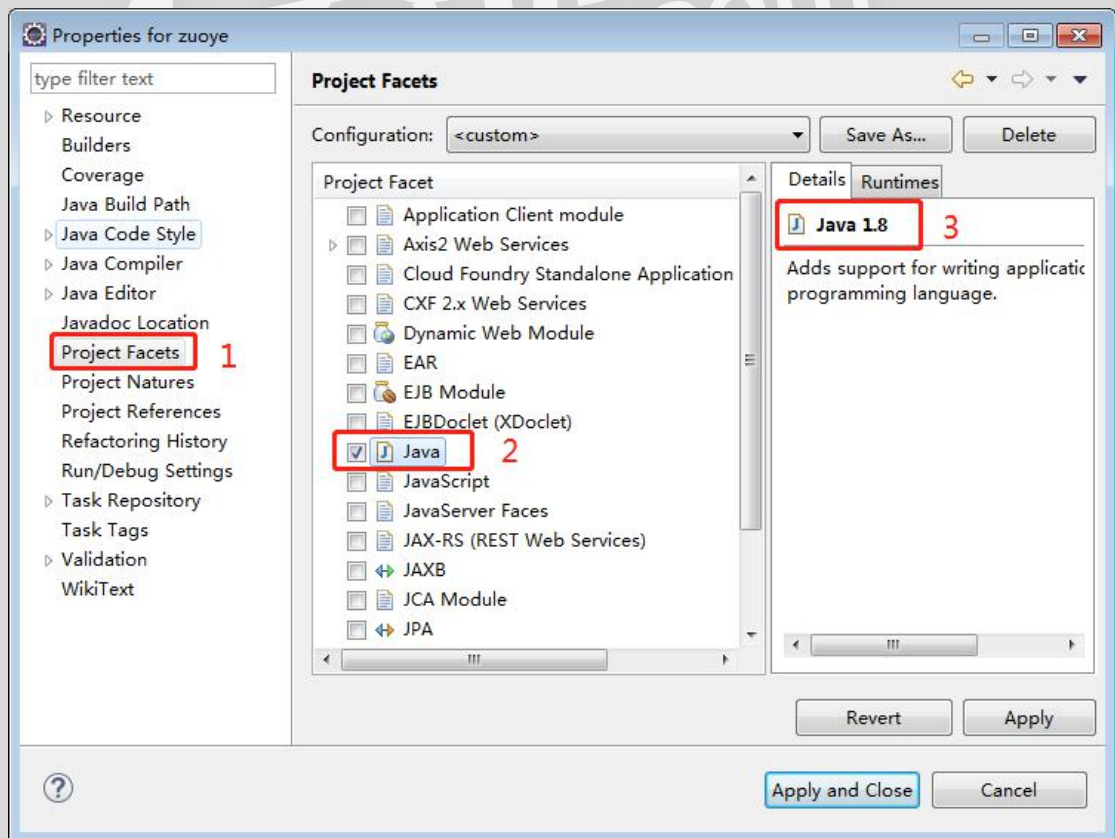 Properties for zuoye
type filter text
Resource
Builders
Coverage
Java Build Path
Java Code Style
Java Compiler
Java Editor
Javadoc Location
Project Facets
1
Project Natures
Project References
Refactoring History
Run/Debug Settings
Task Repository
Task Tags
Validation
WikiText
Project Facets
Configuration:
<custom>
Save As...
Delete
Project Facet
Application Client module
Axis2 Web Services
Cloud Foundry Standalone Application
CXF 2.x Web Services
Dynamic Web Module
EAR
EJB Module
EJBDoclet (XDoclet)
Java
2
JavaScript
JavaServer Faces
JAX-RS (REST Web Services)
JAXB
JCA Module
JPA
Details
Runtimes
Java 1.8
3
Adds support for writing applicatic
programming language.
Revert
Apply
?
Apply and Close
Cancel